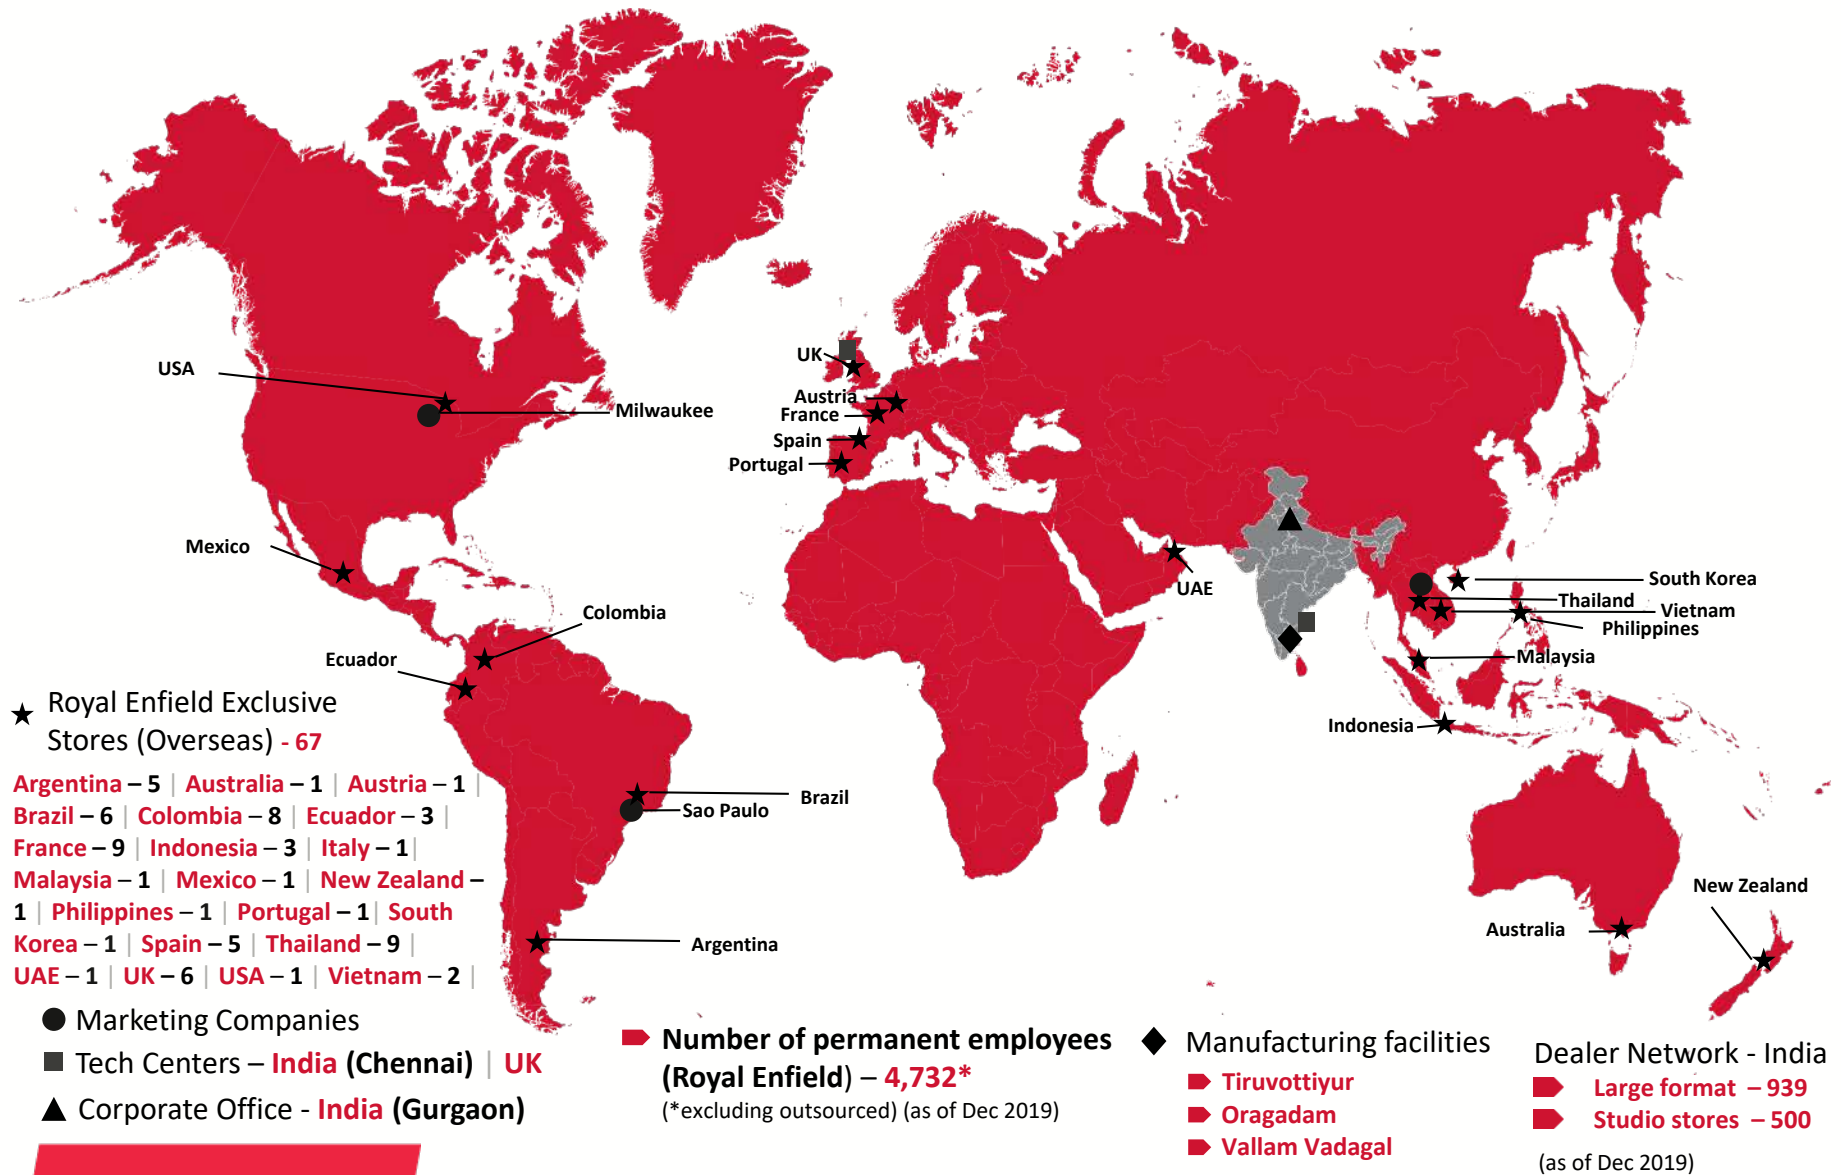 USA
Milwaukee
Mexico
Colombia
Ecuador
UK
Austria
France
Spain
Portugal
UAE
South Korea
Thailand
Vietnam
Philippines
Malaysia
Indonesia
Brazil
Sao Paulo
Argentina
New Zealand
Australia
Royal Enfield Exclusive
Stores (Overseas) - 67
Argentina – 5 | Australia – 1 | Austria – 1 |
Brazil – 6 | Colombia – 8 | Ecuador – 3 |
France – 9 | Indonesia – 3 | Italy – 1|
Malaysia – 1 | Mexico – 1 | New Zealand –
1 | Philippines – 1 | Portugal – 1| South
Korea – 1 | Spain – 5 | Thailand – 9 |
UAE – 1 | UK – 6 | USA – 1 | Vietnam – 2 |
Marketing Companies
Tech Centers – India (Chennai) | UK
Corporate Office - India (Gurgaon)
Number of permanent employees
(Royal Enfield) – 4,732*
(*excluding outsourced) (as of Dec 2019)
Manufacturing facilities
Tiruvottiyur
Oragadam
Vallam Vadagal
Dealer Network - India
Large format – 939
Studio stores – 500
(as of Dec 2019)